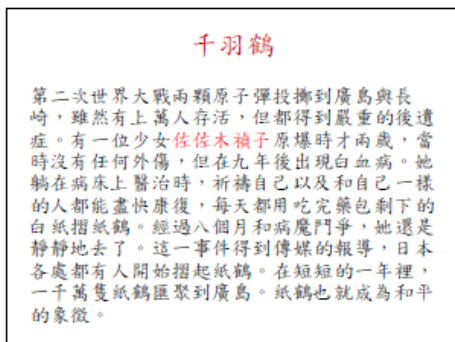 千羽鶴
第二次世界大戰兩顆原子彈投擲到廣島與長
崎，雖然有上萬人存活，但都得到嚴重的後遺
症。有一位少女佐佐木禎子原爆時才兩歲，當
時沒有任何外傷，但在九年後出現白血病。她
躺在病床上醫治時，祈禱自己以及和自己一樣
的人都能盡快康復，每天都用吃完藥包剩下的
白紙摺紙鶴。經過八個月和病魔鬥爭，她還是
靜靜地去了。這一事件得到傳媒的報導，日本
各處都有人開始摺起紙鶴。在短短的一年裡，
一千萬隻紙鶴匯聚到廣島。紙鶴也就成為和平
的象徵。